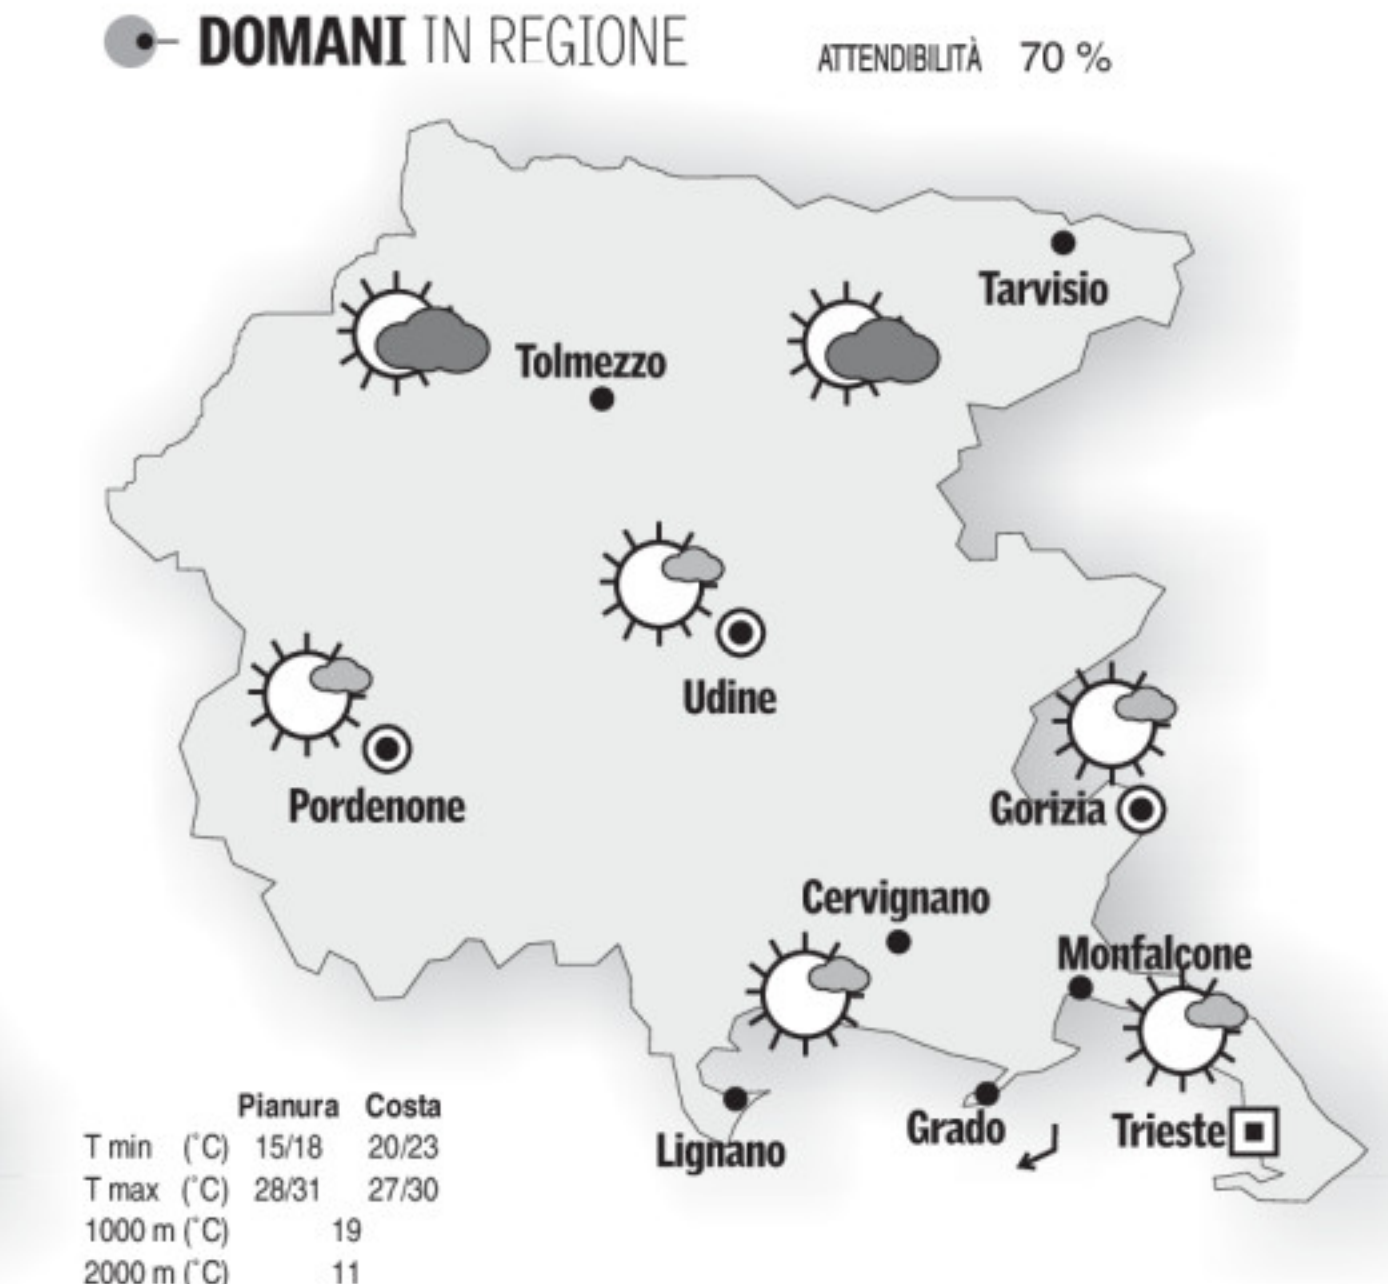 DOMANI IN REGIONE
ATTENDIBILITÀ 70 %
Tarvisio
Tolmezzo
Udine
Pordenone
Gorizia
Cervignano
Monfalcone
Grado
Trieste
Lignano
Pianura Costa
T min (°C) 15/18 20/23
T max (°C) 28/31 27/30
1000 m (°C) 19
2000 m (°C) 11